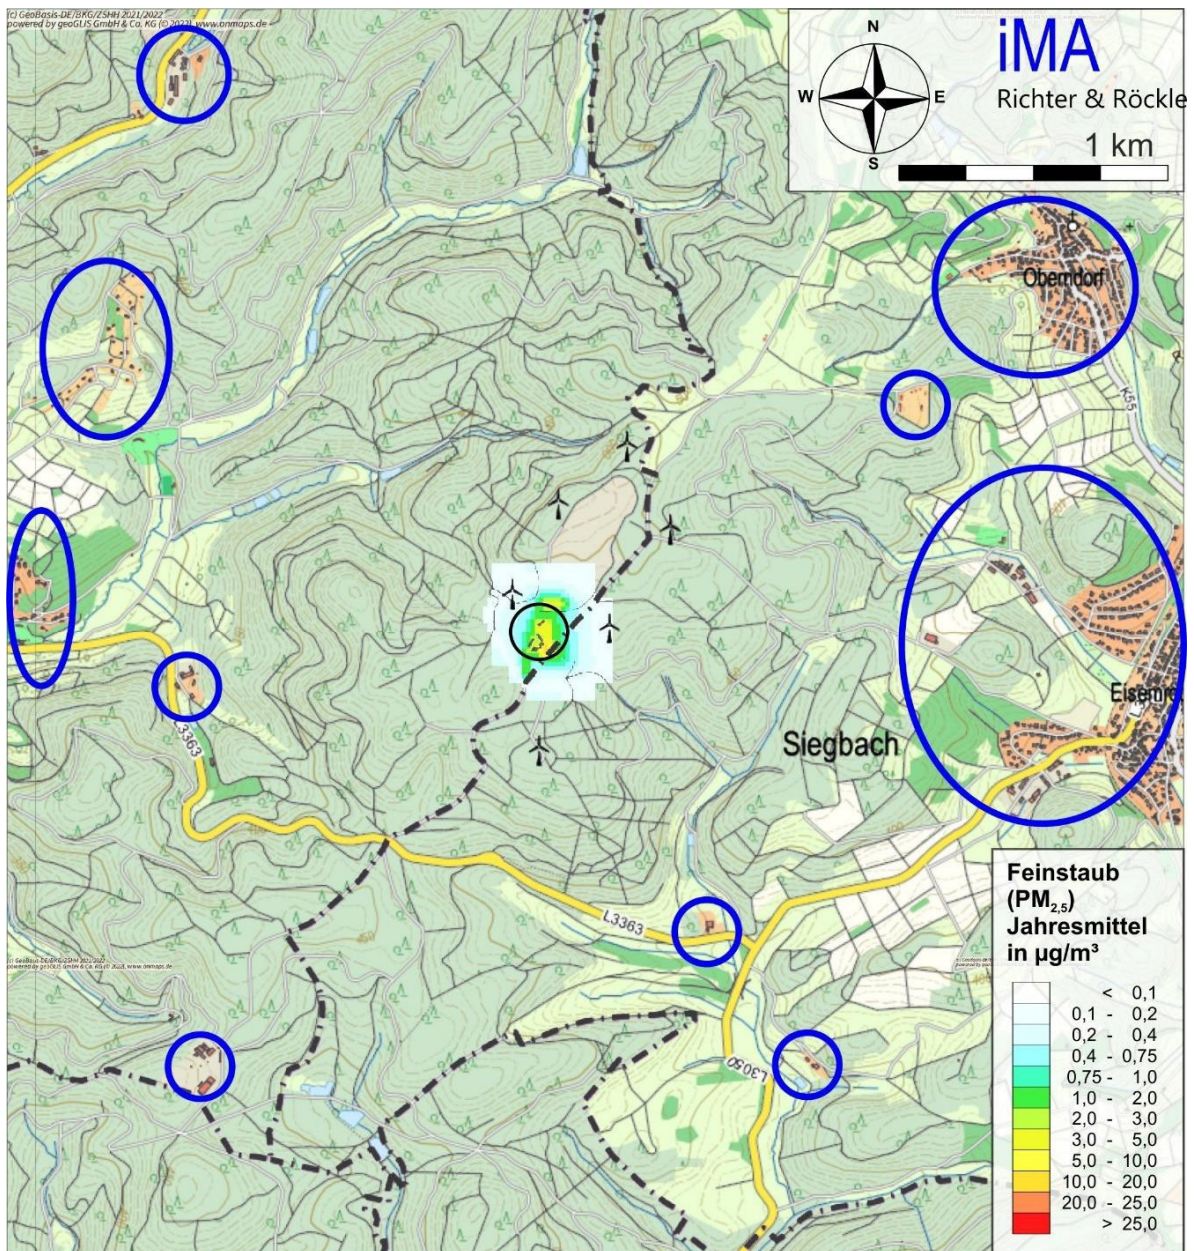 (c) GeoBasis-DE/BKG/ZSHH 2021/2022
powered by geoGLIS GmbH & Co. KG (© 2022) www.onmaps.de
N
W E
S
iMA
Richter & Röckle
1 km
Oberndorf
K55
Eisemro
Siegbach
L3363
L3363
L3050
(c) GeoBasis-DE/BKG/ZSHH 2021/2022
powered by geoGLIS GmbH & Co. KG (© 2022) www.onmaps.de
Feinstaub
(PM2,5)
Jahresmittel
in µg/m³
< 0,1
0,1 - 0,2
0,2 - 0,4
0,4 - 0,75
0,75 - 1,0
1,0 - 2,0
2,0 - 3,0
3,0 - 5,0
5,0 - 10,0
10,0 - 20,0
20,0 - 25,0
> 25,0